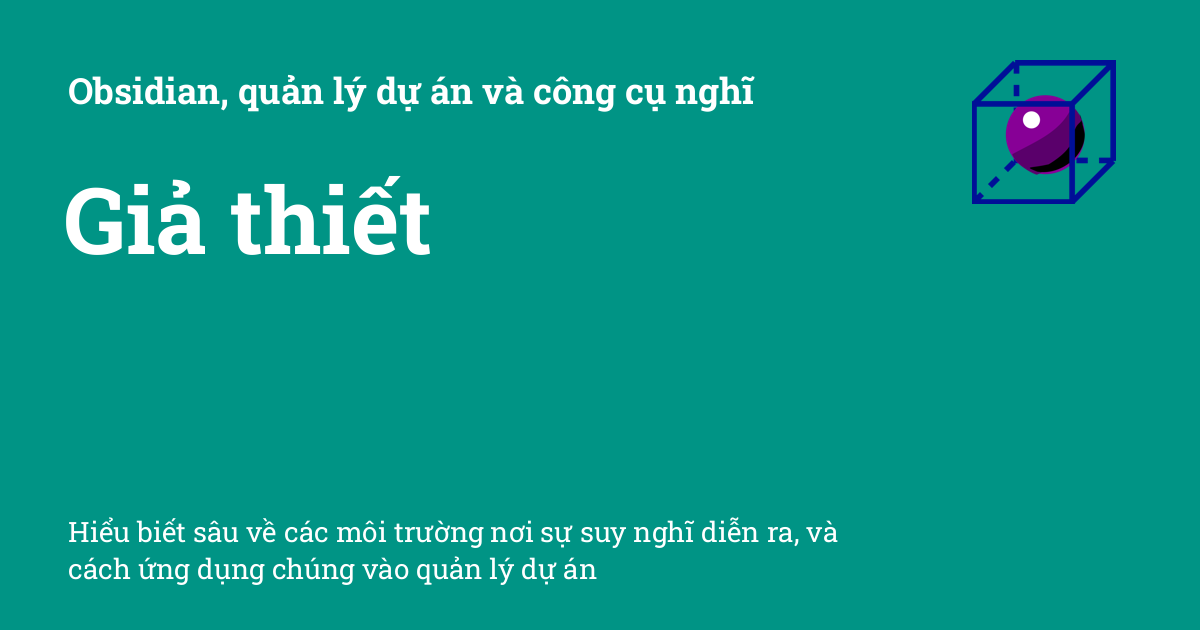 Obsidian, quản lý dự án và công cụ nghĩ
Giả thiết
Hiểu biết sâu về các môi trường nơi sự suy nghĩ diễn ra, và
cách ứng dụng chúng vào quản lý dự án